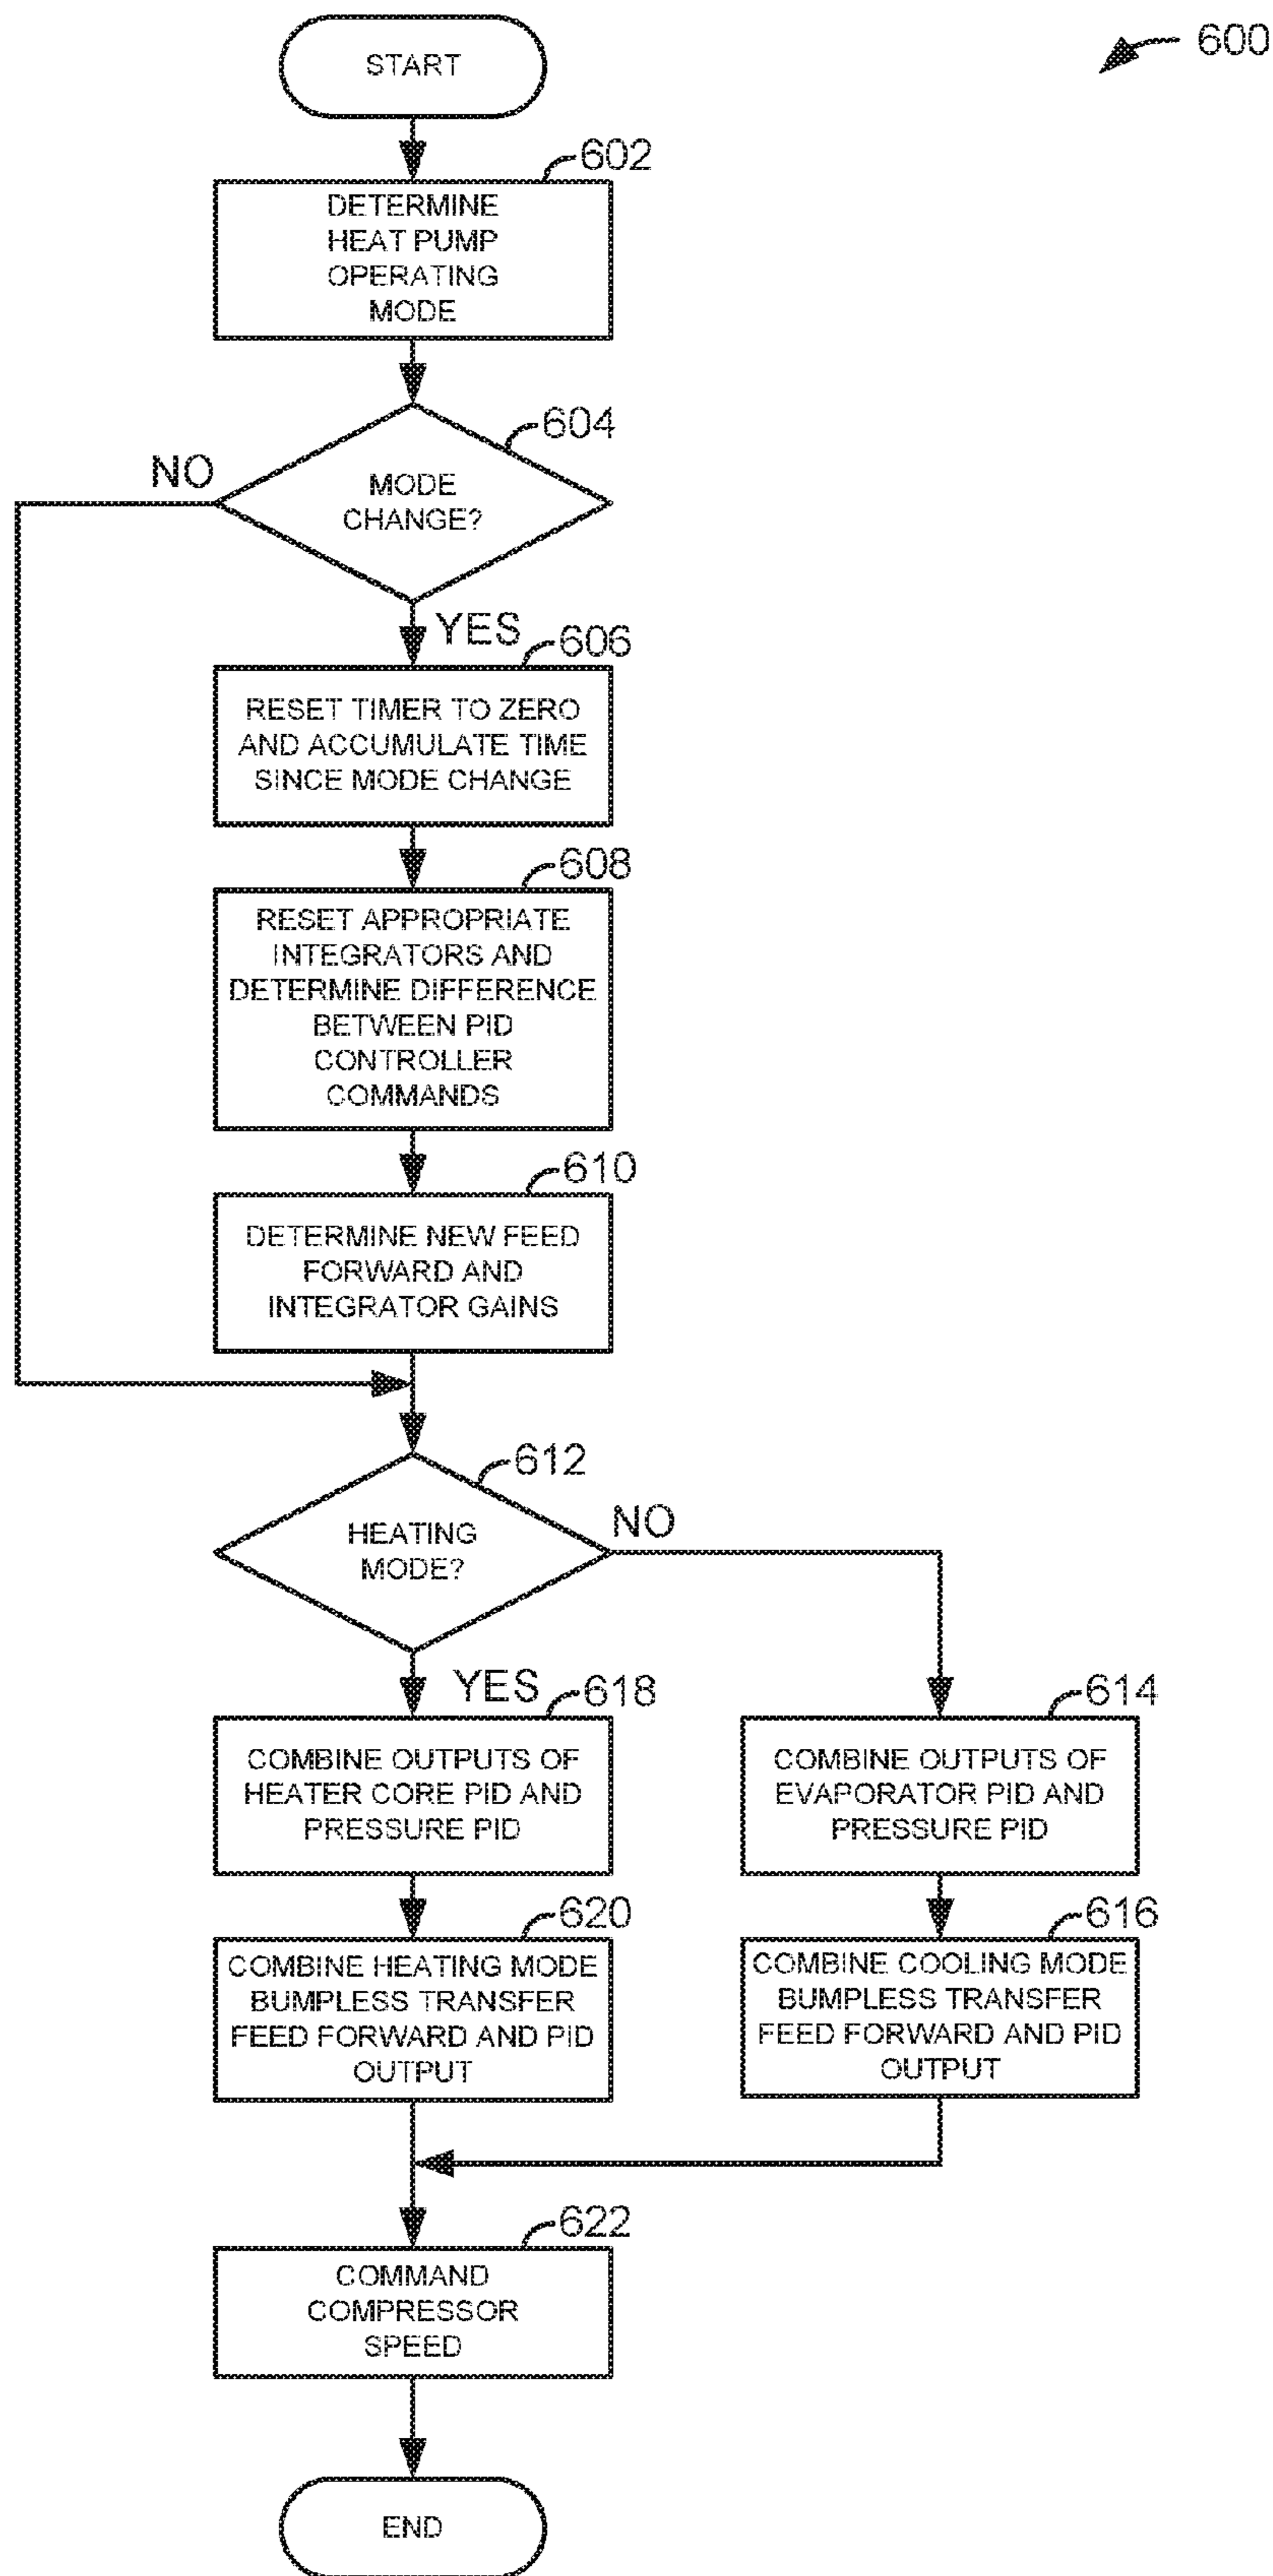 START
600
602
DETERMINE
HEAT PUMP
OPERATING
MODE
604
NO
MODE
CHANGE?
YES
606
RESET TIMER TO ZERO
AND ACCUMULATE TIME
SINCE MODE CHANGE
608
RESET APPROPRIATE
INTEGRATORS AND
DETERMINE DIFFERENCE
BETWEEN PID
CONTROLLER
COMMANDS
610
DETERMINE NEW FEED
FORWARD AND
INTEGRATOR GAINS
612
HEATING
MODE?
NO
YES
618
COMBINE OUTPUTS OF
HEATER CORE PID AND
PRESSURE PID
614
COMBINE OUTPUTS OF
EVAPORATOR PID AND
PRESSURE PID
620
COMBINE HEATING MODE
BUMPLESS TRANSFER
FEED FORWARD AND PID
OUTPUT
616
COMBINE COOLING MODE
BUMPLESS TRANSFER
FEED FORWARD AND PID
OUTPUT
622
COMMAND
COMPRESSOR
SPEED
END